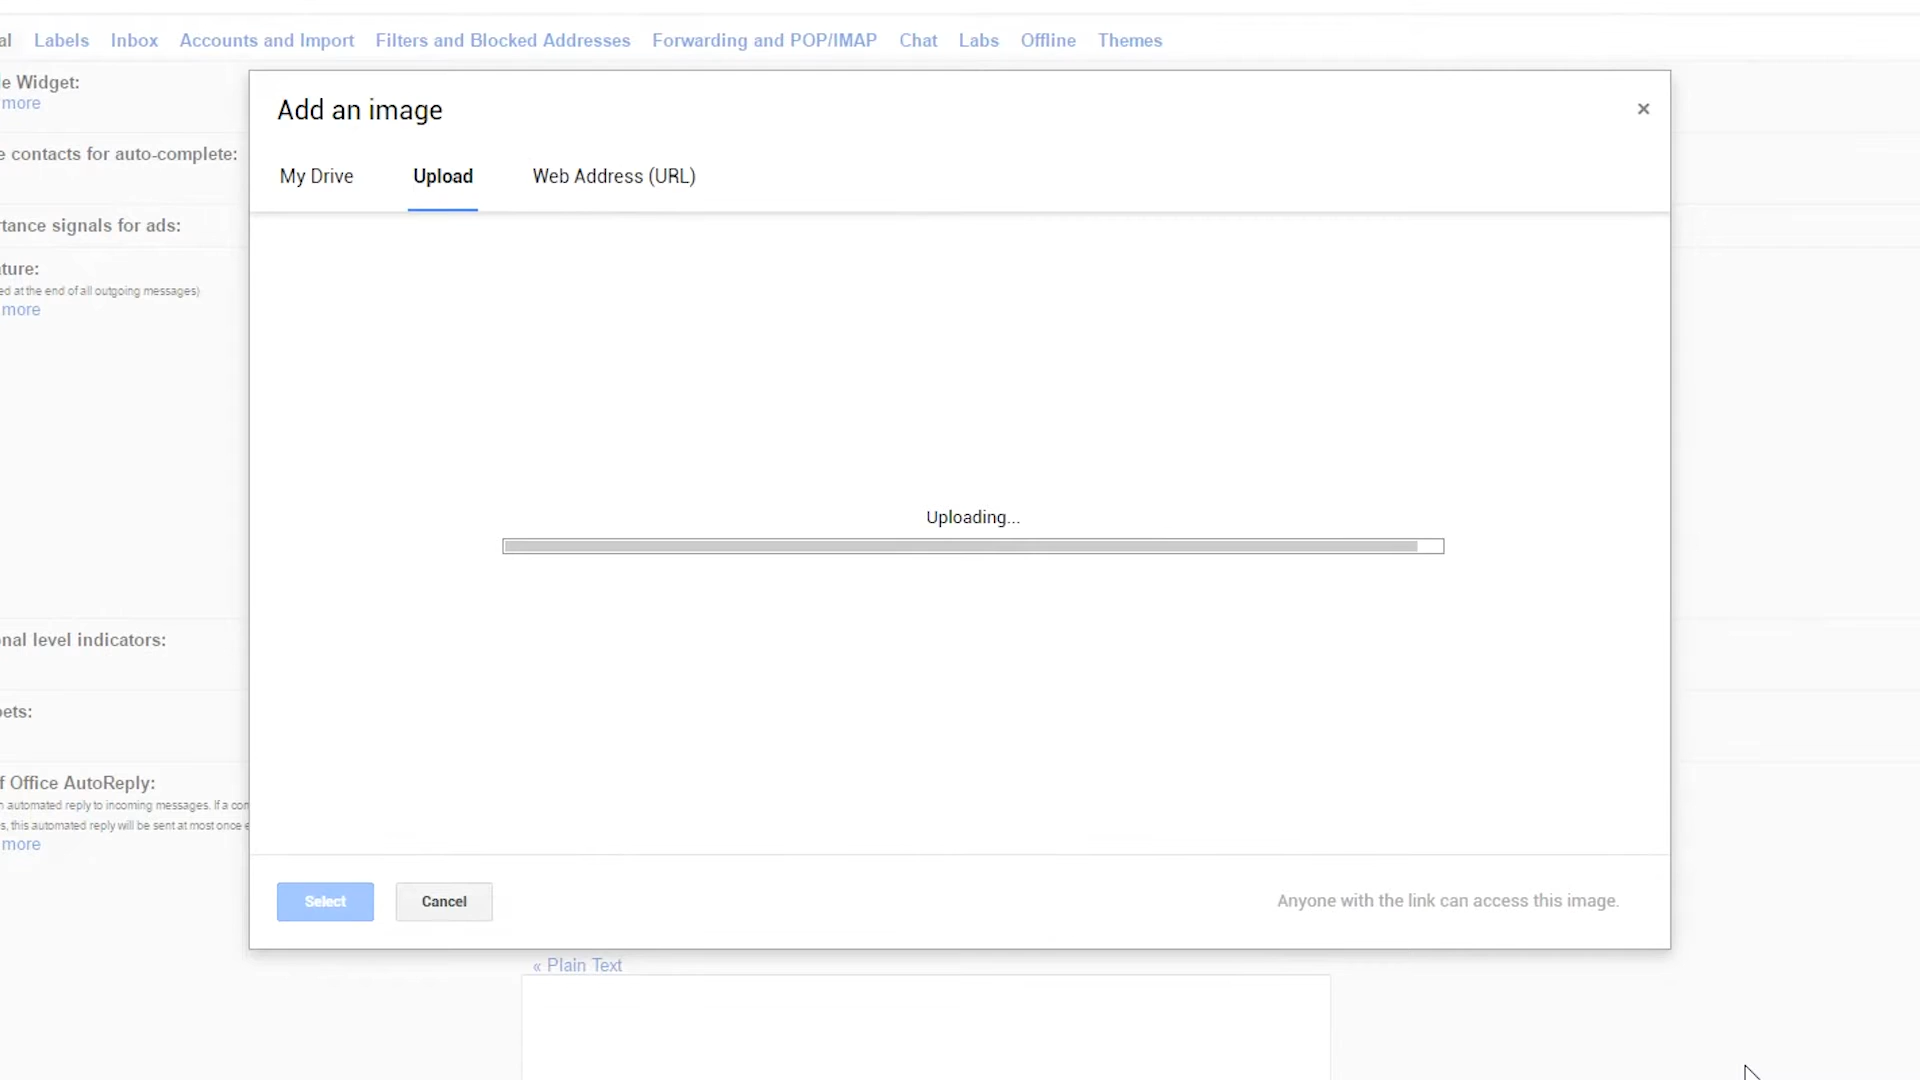 al Labels Inbox Accounts and Import Filters and Blocked Addresses Forwarding and POP/IMAP Chat Labs Offline Themes
e Widget:
more
Add an image
×
e contacts for auto-complete:
My Drive Upload Web Address (URL)
tance signals for ads:
ture:
ed at the end of all outgoing messages)
more
Uploading...
nal level indicators:
ets:
f Office AutoReply:
n automated reply to incoming messages. If a con
s, this automated reply will be sent at most once e
more
Select Cancel Anyone with the link can access this image.
« Plain Text